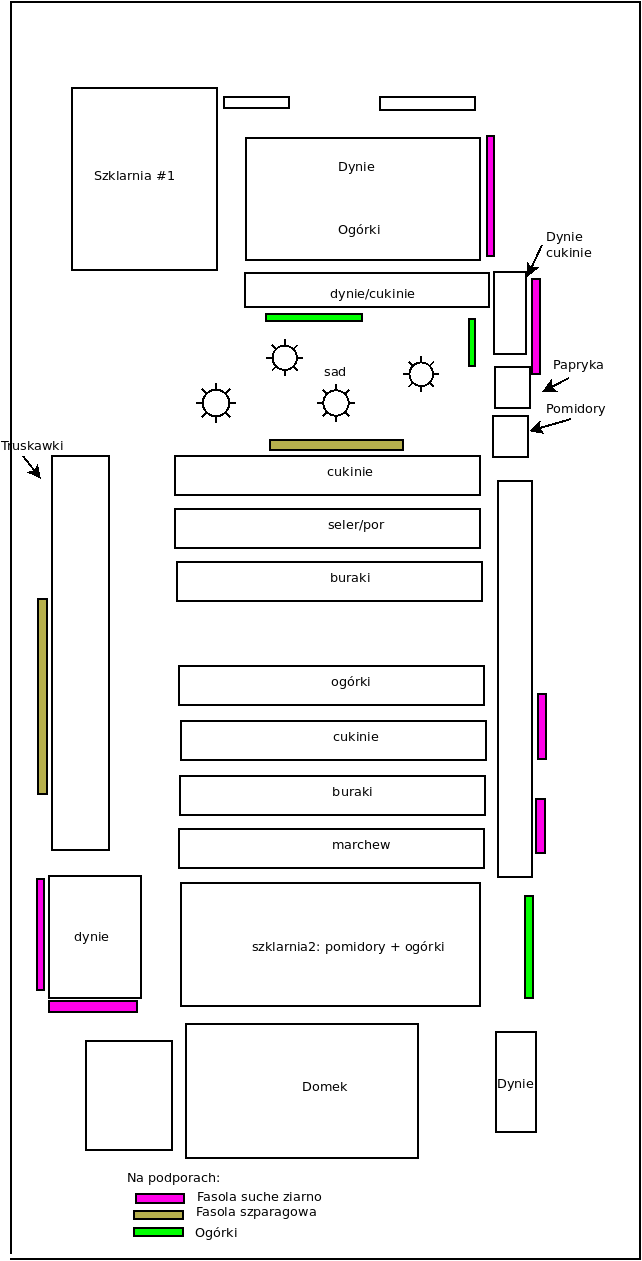 Szklarnia #1
Dynie
Ogórki
Dynie
cukinie
dynie/cukinie
sad
Papryka
Pomidory
Truskawki
cukinie
seler/por
buraki
ogórki
cukinie
buraki
marchew
dynie
szklarnia2: pomidory + ogórki
Domek
Dynie
Na podporach:
Fasola suche ziarno
Fasola szparagowa
Ogórki